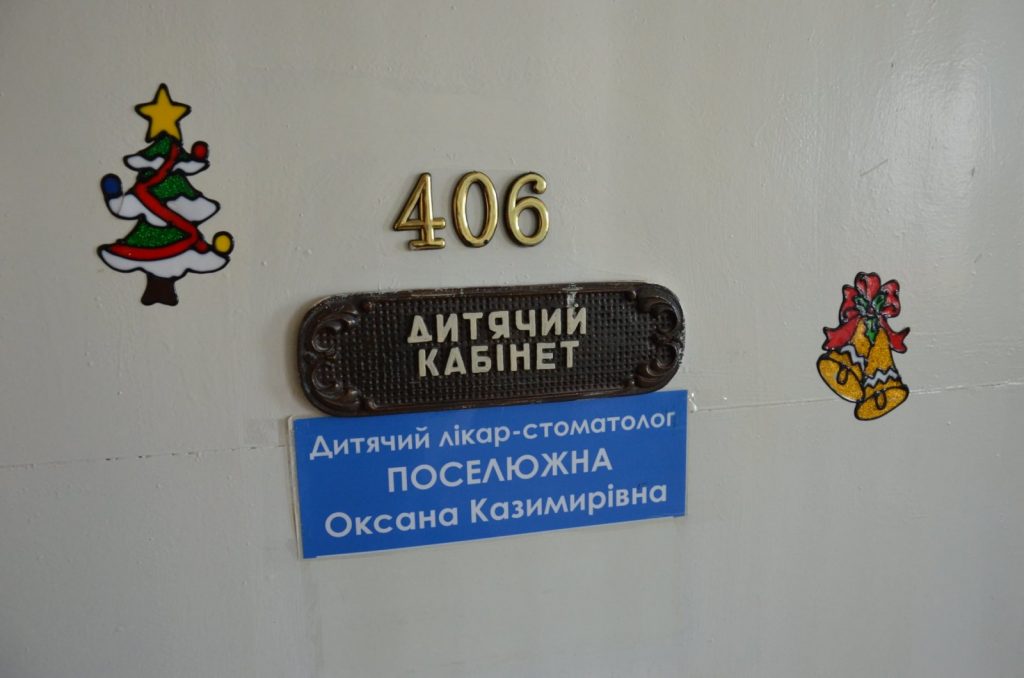 406
ДИТЯЧИЙ
КАБІНЕТ
Дитячий лікар-стоматолог
ПОСЕЛЮЖНА
Оксана Казимирівна